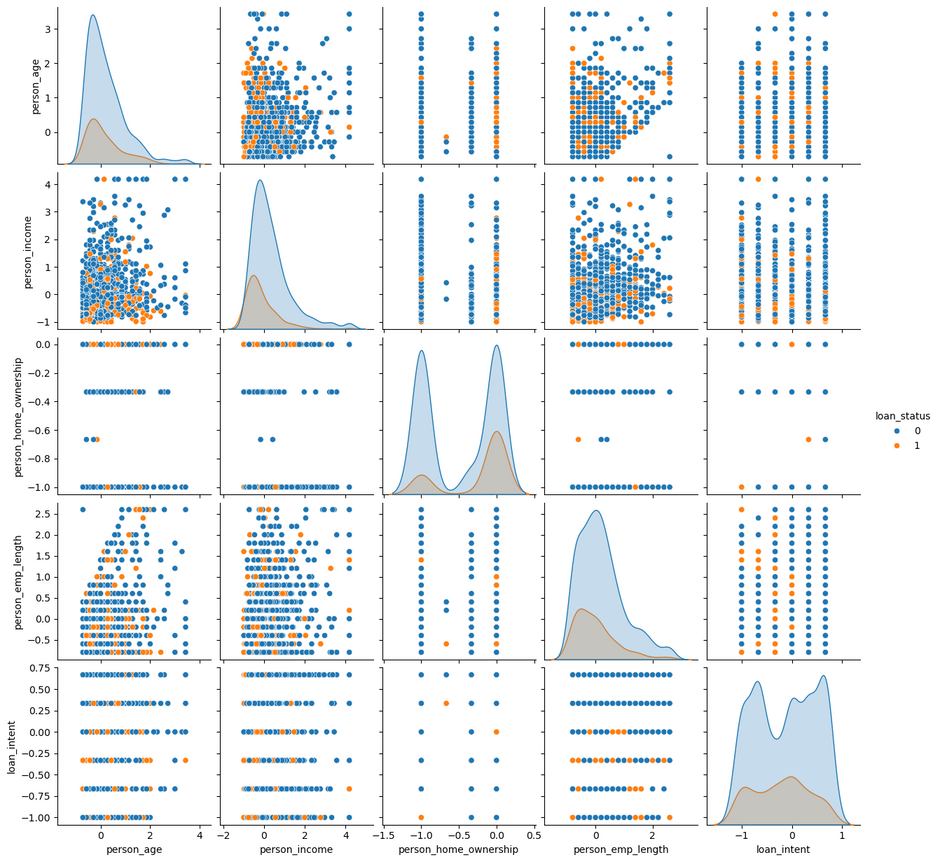 3
2
1
0
person_age
4
3
2
1
0
−1
person_income
0.0
−0.2
−0.4
−0.6
−0.8
−1.0
person_home_ownership
2.5
2.0
1.5
1.0
0.5
0.0
−0.5
person_emp_length
0.75
0.50
0.25
0.00
−0.25
−0.50
−0.75
−1.00
loan_intent
0 2 4
person_age
−2 0 2 4
person_income
−1.5 −1.0 −0.5 0.0 0.5
person_home_ownership
0 2
person_emp_length
−1 0 1
loan_intent
loan_status
0
1